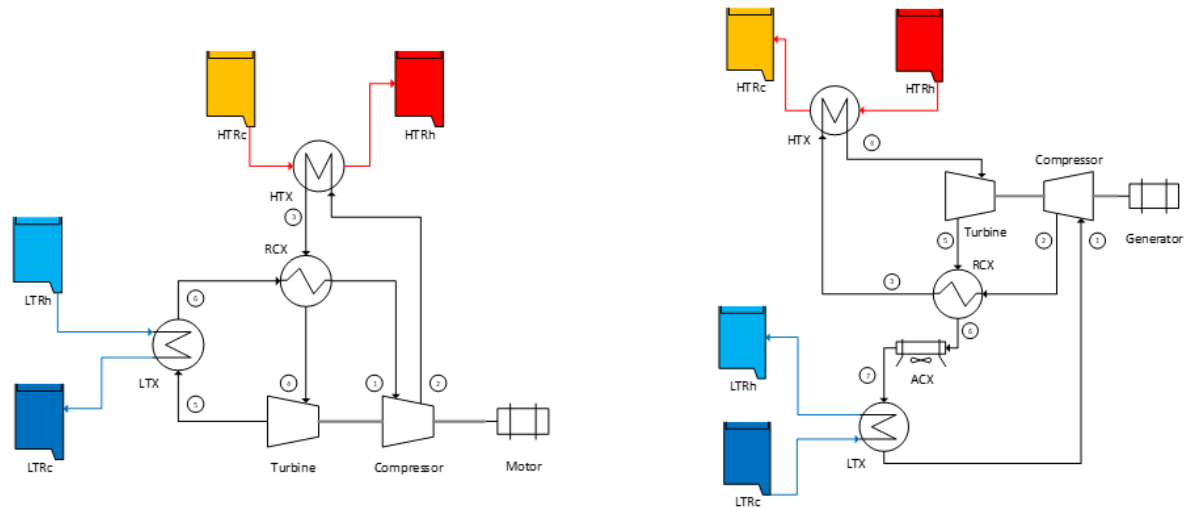 HTRc
HTRh
HTX
3
RCX
LTRh
6
LTX
4
1
2
5
LTRc
Turbine
Compressor
Motor
HTRc
HTRh
HTX
4
Compressor
Turbine
5
2
1
Generator
RCX
3
6
LTRh
ACX
7
LTX
LTRc